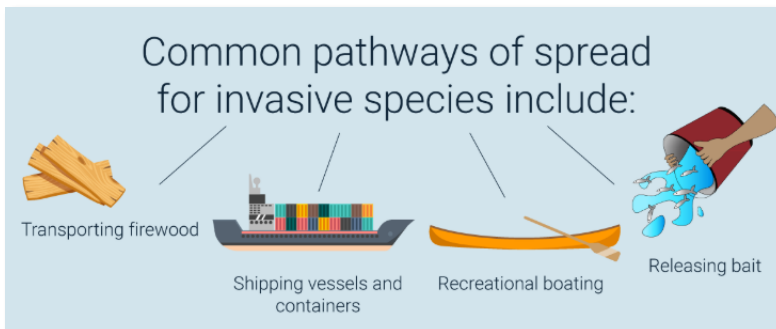 Common pathways of spread
for invasive species include:
Transporting firewood
Shipping vessels and
containers
Recreational boating
Releasing bait